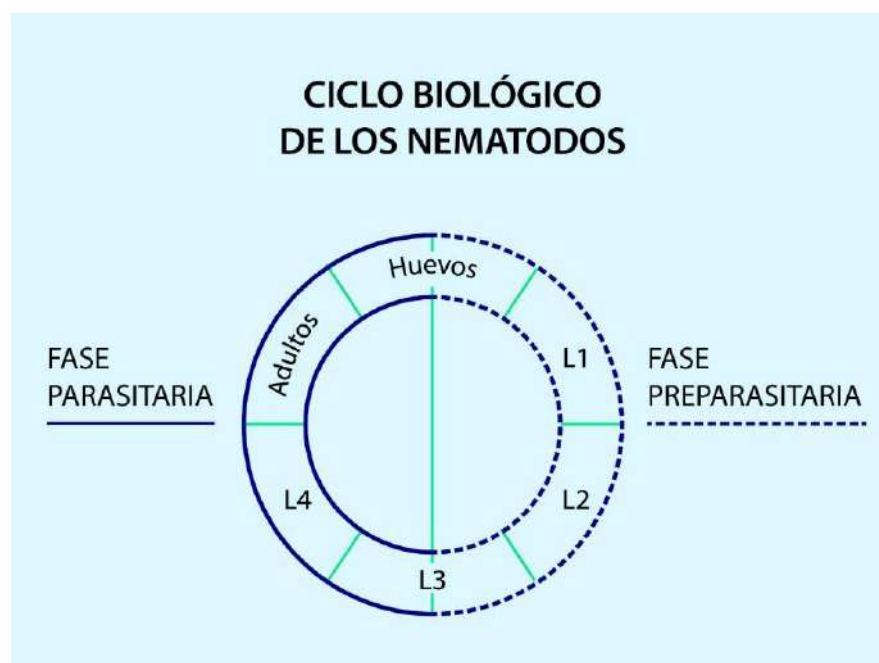 CICLO BIOLÓGICO
DE LOS NEMATODOS
Huevos
Adultos
FASE
PARASITARIA
L1
FASE
PREPARASITARIA
L4
L2
L3